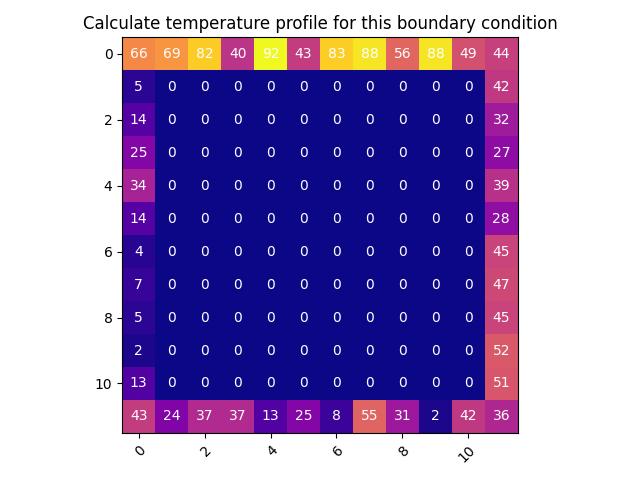 Calculate temperature profile for this boundary condition
0 66 69 82 40 92 43 83 88 56 88 49 44
5 0 0 0 0 0 0 0 0 0 0 42
2 14 0 0 0 0 0 0 0 0 0 0 32
25 0 0 0 0 0 0 0 0 0 0 27
4 34 0 0 0 0 0 0 0 0 0 0 39
14 0 0 0 0 0 0 0 0 0 0 28
6 4 0 0 0 0 0 0 0 0 0 0 45
7 0 0 0 0 0 0 0 0 0 0 47
8 5 0 0 0 0 0 0 0 0 0 0 45
2 0 0 0 0 0 0 0 0 0 0 52
10 13 0 0 0 0 0 0 0 0 0 0 51
43 24 37 37 13 25 8 55 31 2 42 36
0 2 4 6 8 10